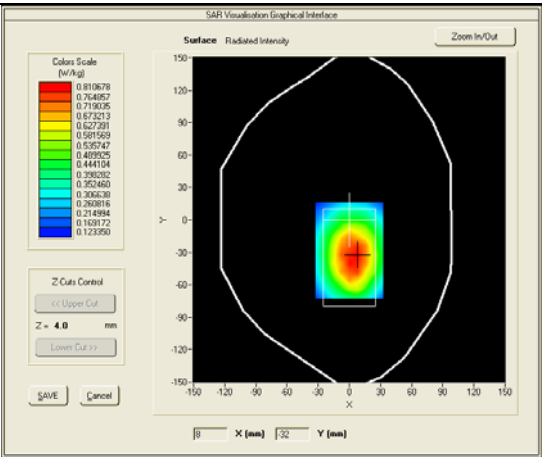 SAR Visualisation Graphical Interface
Surface Radiated Intensity
Zoom In/Out
Colors Scale
(W/kg)
0.810678
0.764857
0.719035
0.673213
0.627391
0.581569
0.535747
0.489925
0.444104
0.398282
0.352460
0.306638
0.260816
0.214994
0.169172
0.123350
Z-Cuts Control
<< Upper Cut
Z = 4.0 mm
Lower Cut >>
SAVE Cancel
150-
120-
90-
60-
30-
0-
-30-
-60-
-90-
-120-
-150-
Y
-150 -120 -90 -60 -30 0 30 60 90 120 150
X
8 X (mm) -32 Y (mm)